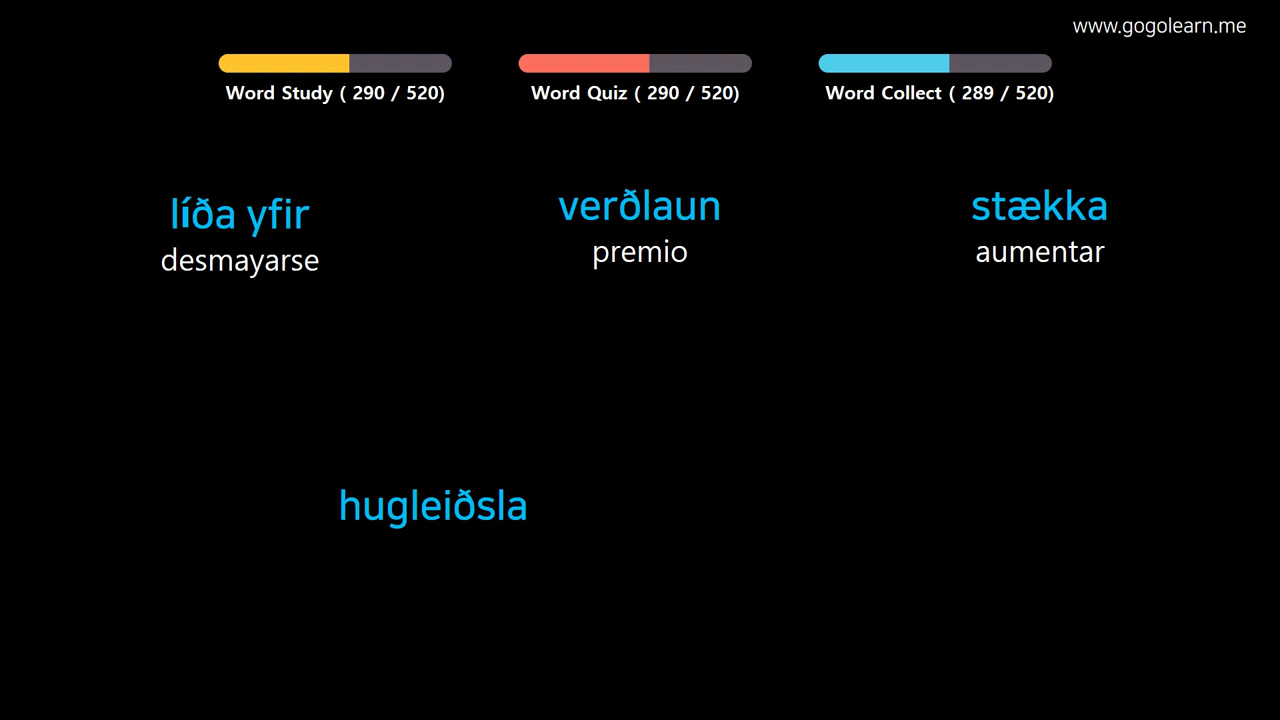 www.gogolearn.me
Word Study ( 290 / 520)
Word Quiz ( 290 / 520)
Word Collect ( 289 / 520)
líða yfir
desmayarse
verðlaun
premio
stækka
aumentar
hugleiðsla